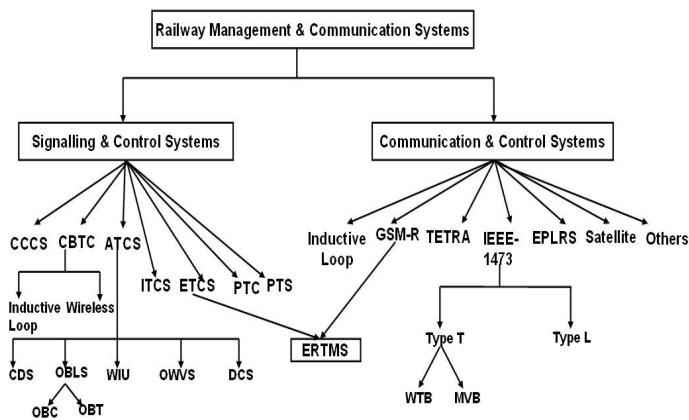 Railway Management & Communication Systems
Signalling & Control Systems
Communication & Control Systems
CCCS CBTC ATCS
ITCS ETCS PTC PTS
Inductive
Loop
GSM-R TETRA IEEE-
1473
EPLRS Satellite Others
Inductive
Loop
Wireless
ERTMS
Type T Type L
CDS OBLS WIU OWVS DCS
OBC OBT
WTB MVB